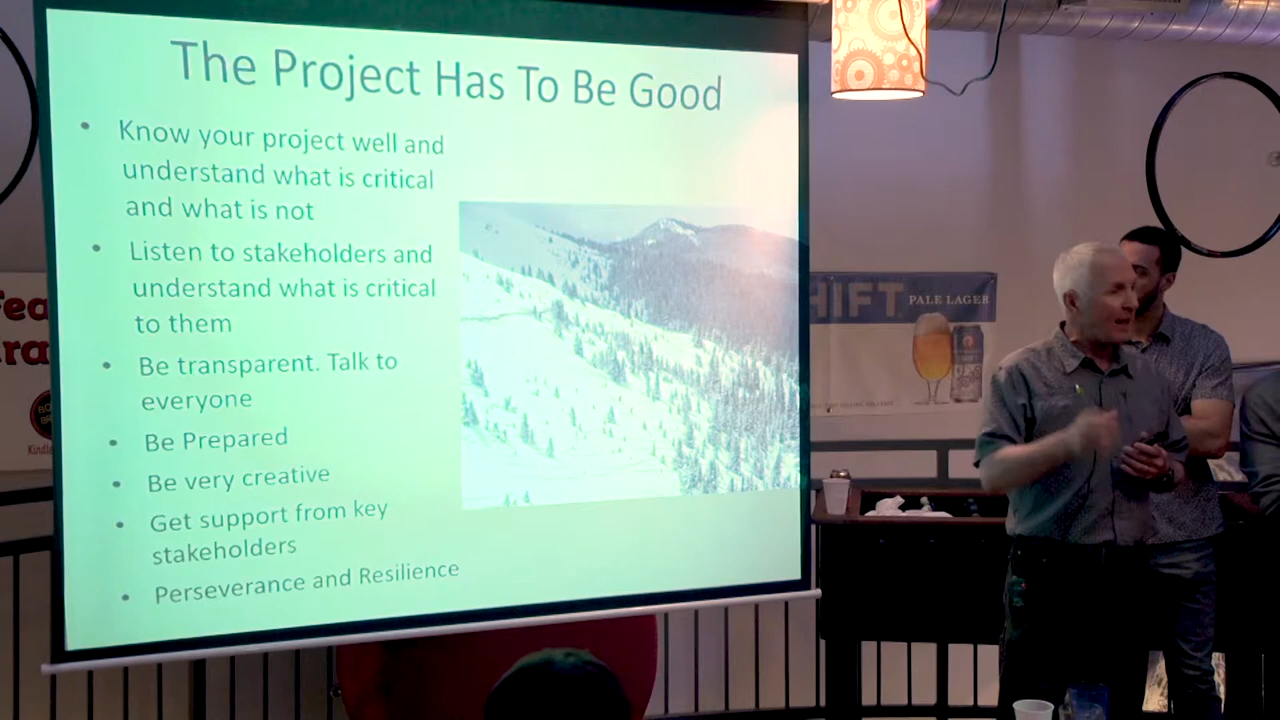 The Project Has To Be Good
• Know your project well and
understand what is critical
and what is not
• Listen to stakeholders and
understand what is critical
to them
• Be transparent. Talk to
everyone
• Be Prepared
• Be very creative
• Get support from key
stakeholders
• Perseverance and Resilience
HIFT PALE LAGER
Fea